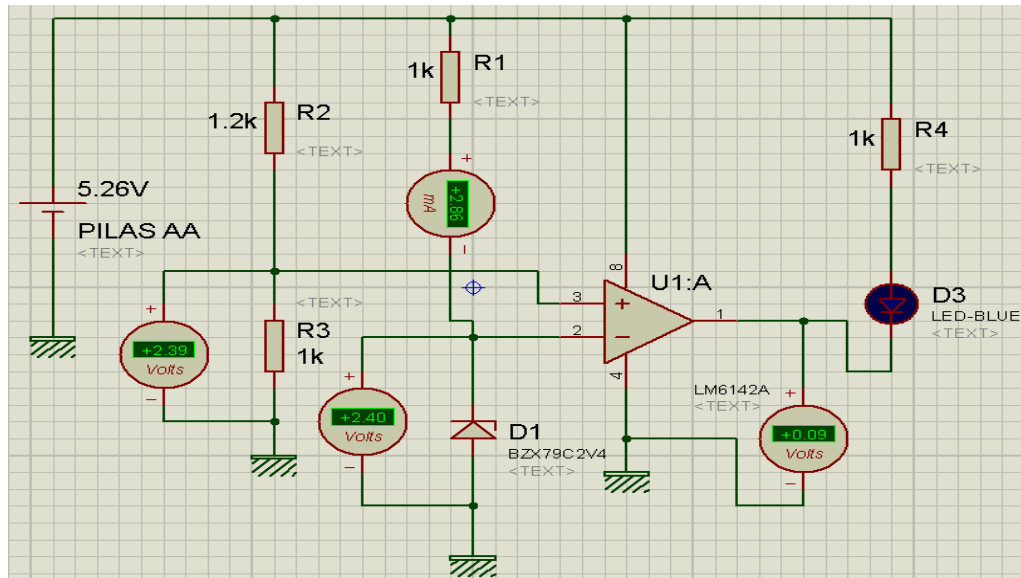 5.26V
PILAS AA
<TEXT>
R2
1.2k
<TEXT>
R1
1k
<TEXT>
+
+2.86
mA
-
R4
1k
<TEXT>
<TEXT>
R3
1k
+
+2.39
Volts
-
+
+2.40
Volts
-
D1
BZX79C2V4
<TEXT>
U1:A
8
3
+
2
-
1
4
LM6142A
<TEXT>
+
+0.09
Volts
-
D3
LED-BLUE
<TEXT>